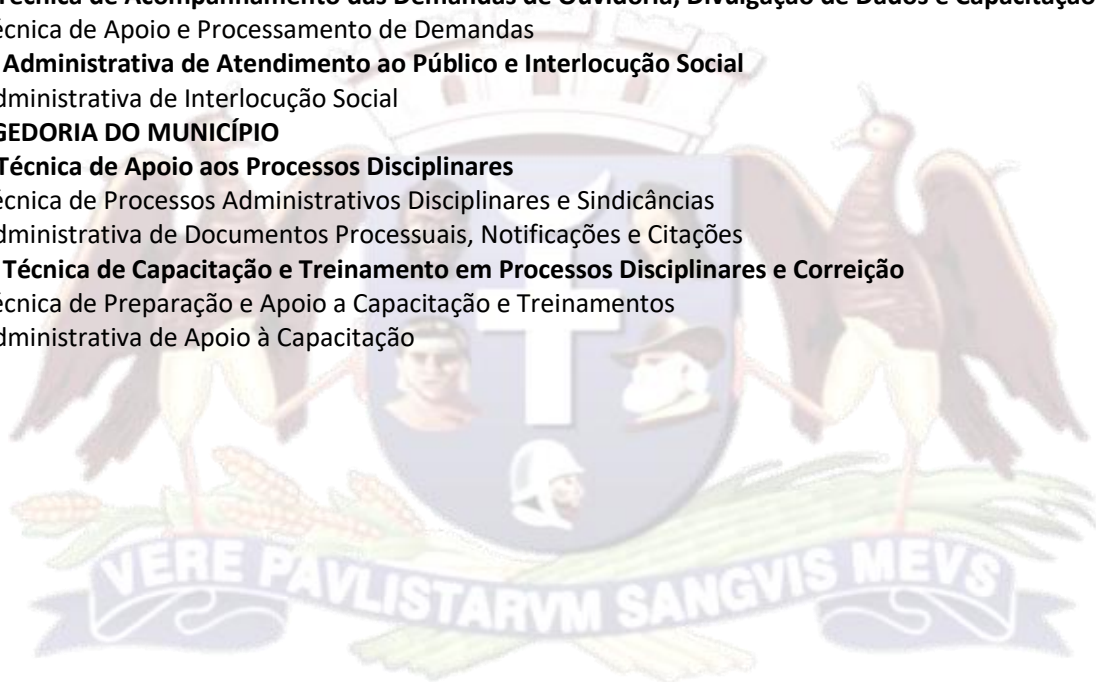 Técnica de Acompanhamento das Demandas de Ouvidoria, Divulgação de Dados e Capacitação
écnica de Apoio e Processamento de Demandas
Administrativa de Atendimento ao Público e Interlocução Social
dministrativa de Interlocução Social
GEDORIA DO MUNICÍPIO
Técnica de Apoio aos Processos Disciplinares
écnica de Processos Administrativos Disciplinares e Sindicâncias
dministrativa de Documentos Processuais, Notificações e Citações
Técnica de Capacitação e Treinamento em Processos Disciplinares e Correição
écnica de Preparação e Apoio a Capacitação e Treinamentos
dministrativa de Apoio à Capacitação
VERE PAVLISTARVM SANGVIS MEVS